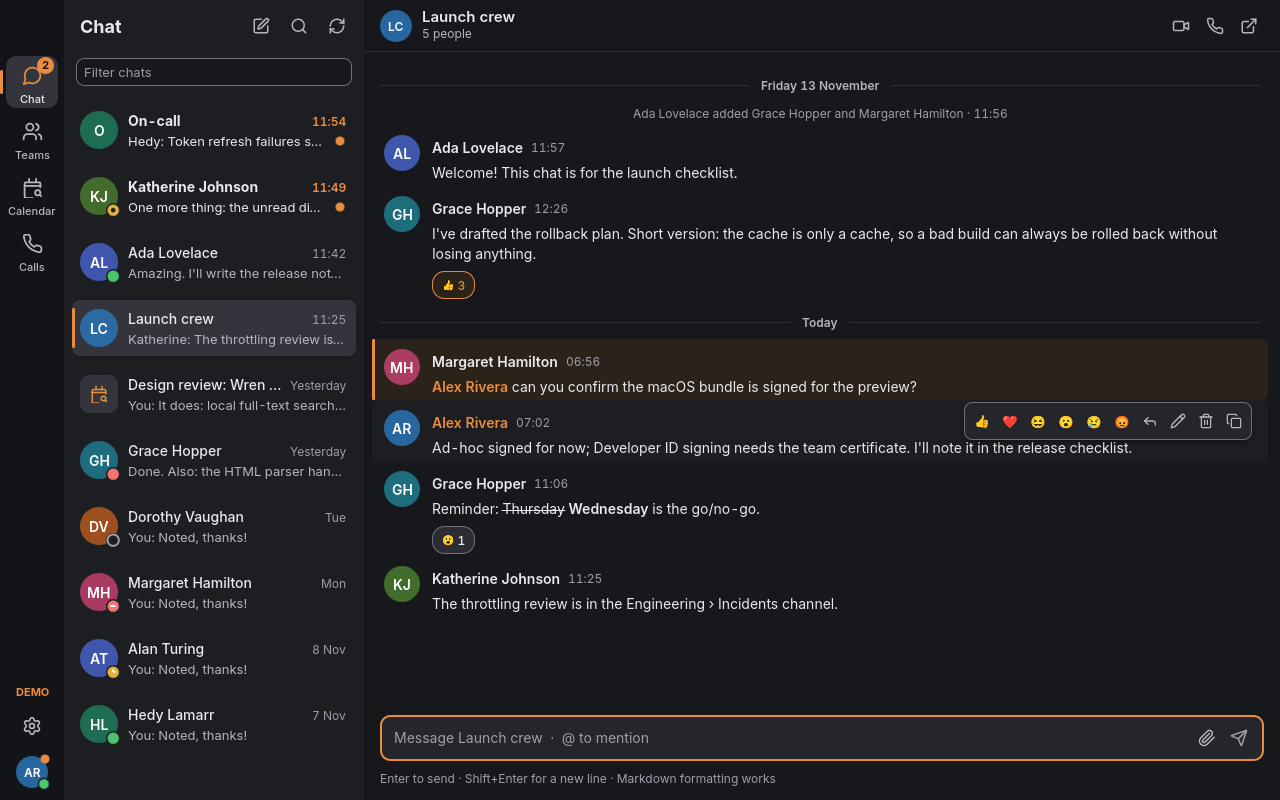 2
Chat
Teams
Calendar
Calls
DEMO
AR
Chat
Filter chats
O
On-call
11:54
Hedy: Token refresh failures s...
KJ
Katherine Johnson
11:49
One more thing: the unread di...
AL
Ada Lovelace
11:42
Amazing. I'll write the release not...
LC
Launch crew
11:25
Katherine: The throttling review is...
Design review: Wren ...
Yesterday
You: It does: local full-text search...
GH
Grace Hopper
Yesterday
Done. Also: the HTML parser han...
DV
Dorothy Vaughan
Tue
You: Noted, thanks!
MH
Margaret Hamilton
Mon
You: Noted, thanks!
AT
Alan Turing
8 Nov
You: Noted, thanks!
HL
Hedy Lamarr
7 Nov
You: Noted, thanks!
LC
Launch crew
5 people
Friday 13 November
Ada Lovelace added Grace Hopper and Margaret Hamilton · 11:56
AL
Ada Lovelace 11:57
Welcome! This chat is for the launch checklist.
GH
Grace Hopper 12:26
I've drafted the rollback plan. Short version: the cache is only a cache, so a bad build can always be rolled back without
losing anything.
👍 3
Today
MH
Margaret Hamilton 06:56
Alex Rivera can you confirm the macOS bundle is signed for the preview?
AR
Alex Rivera 07:02
Ad-hoc signed for now; Developer ID signing needs the team certificate. I'll note it in the release checklist.
GH
Grace Hopper 11:06
Reminder: Thursday Wednesday is the go/no-go.
😮 1
KJ
Katherine Johnson 11:25
The throttling review is in the Engineering › Incidents channel.
Message Launch crew · @ to mention
Enter to send · Shift+Enter for a new line · Markdown formatting works